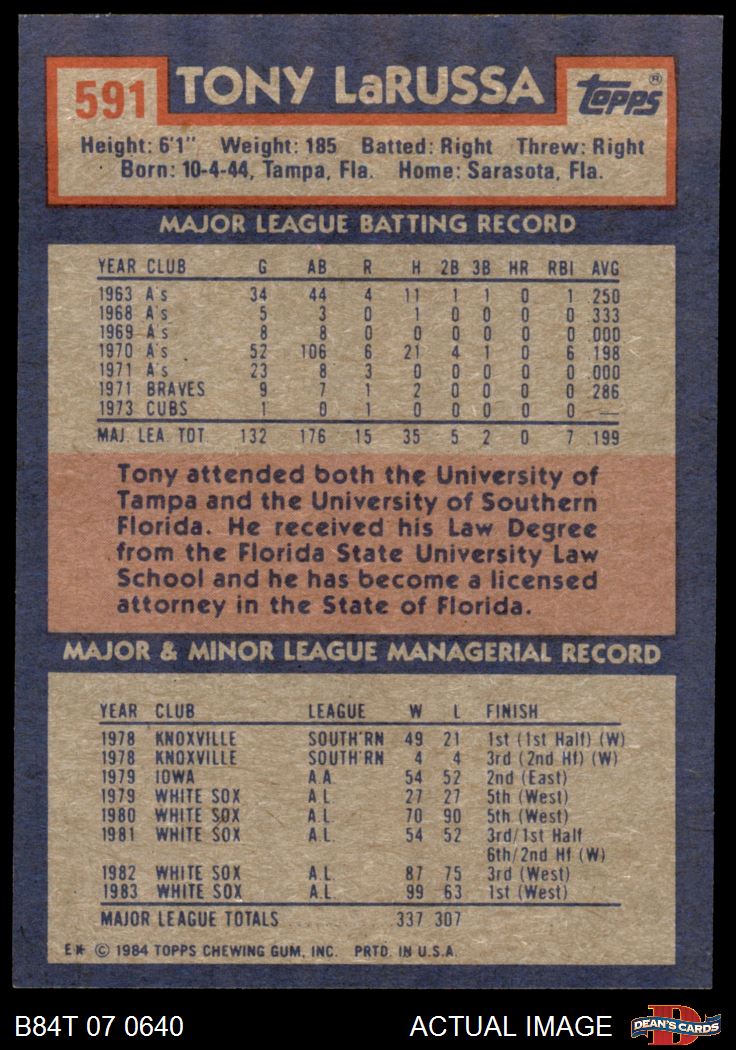 591 TONY LaRUSSA Topps®
Height: 6'1" Weight: 185 Batted: Right Threw: Right
Born: 10-4-44, Tampa, Fla. Home: Sarasota, Fla.
MAJOR LEAGUE BATTING RECORD
YEAR CLUB G AB R H 2B 3B HR RBI AVG
1963 A's 34 44 4 11 1 1 0 1 .250
1968 A's 5 3 0 1 0 0 0 0 .333
1969 A's 8 8 0 0 0 0 0 0 .000
1970 A's 52 106 6 21 4 1 0 6 .198
1971 A's 23 8 3 0 0 0 0 0 .000
1971 BRAVES 9 7 1 2 0 0 0 0 .286
1973 CUBS 1 0 1 0 0 0 0 0 —
MAJ. LEA. TOT. 132 176 15 35 5 2 0 7 .199
Tony attended both the University of
Tampa and the University of Southern
Florida. He received his Law Degree
from the Florida State University Law
School and he has become a licensed
attorney in the State of Florida.
MAJOR & MINOR LEAGUE MANAGERIAL RECORD
YEAR CLUB LEAGUE W L FINISH
1978 KNOXVILLE SOUTH'RN 49 21 1st (1st Half) (W)
1978 KNOXVILLE SOUTH'RN 4 4 3rd (2nd Hf) (W)
1979 IOWA A.A. 54 52 2nd (East)
1979 WHITE SOX A.L. 27 27 5th (West)
1980 WHITE SOX A.L. 70 90 5th (West)
1981 WHITE SOX A.L. 54 52 3rd/1st Half
6th/2nd Hf (W)
1982 WHITE SOX A.L. 87 75 3rd (West)
1983 WHITE SOX A.L. 99 63 1st (West)
MAJOR LEAGUE TOTALS 337 307
E* © 1984 TOPPS CHEWING GUM, INC. PRTD. IN U.S.A.
B84T 07 0640 ACTUAL IMAGE DEAN'S CARDS